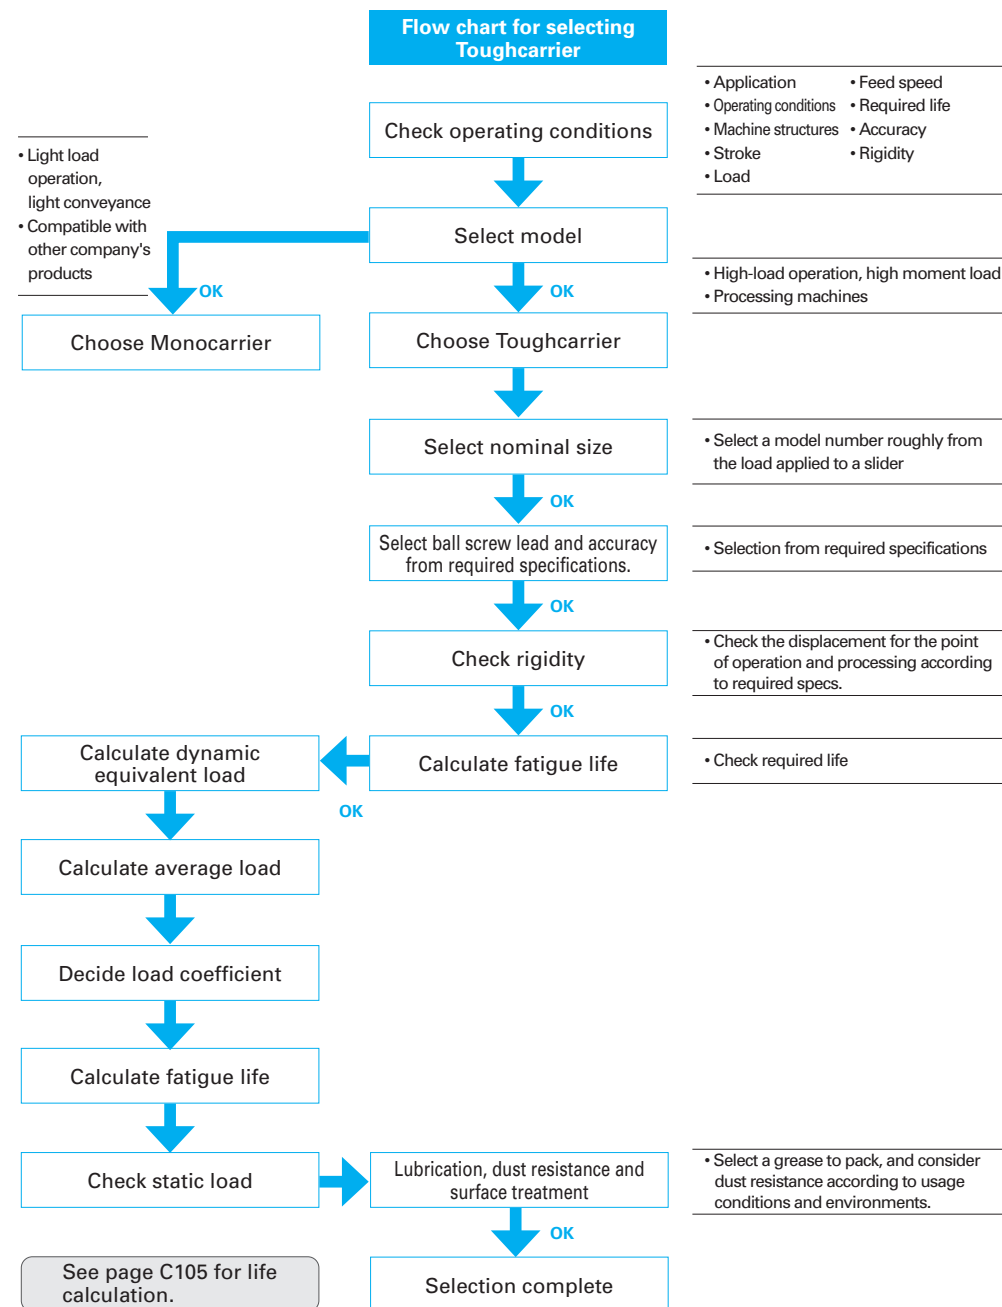 Flow chart for selecting
Toughcarrier
• Application
• Feed speed
• Operating conditions
• Required life
• Machine structures
• Accuracy
• Stroke
• Rigidity
• Load
Check operating conditions
• Light load
operation,
light conveyance
• Compatible with
other company's
products
Select model
OK
OK
• High-load operation, high moment load
• Processing machines
Choose Monocarrier
Choose Toughcarrier
Select nominal size
• Select a model number roughly from
the load applied to a slider
OK
Select ball screw lead and accuracy
from required specifications.
• Selection from required specifications
OK
Check rigidity
• Check the displacement for the point
of operation and processing according
to required specs.
OK
Calculate fatigue life
• Check required life
OK
Calculate dynamic
equivalent load
Calculate average load
Decide load coefficient
Calculate fatigue life
Check static load
Lubrication, dust resistance and
surface treatment
• Select a grease to pack, and consider
dust resistance according to usage
conditions and environments.
OK
See page C105 for life
calculation.
Selection complete